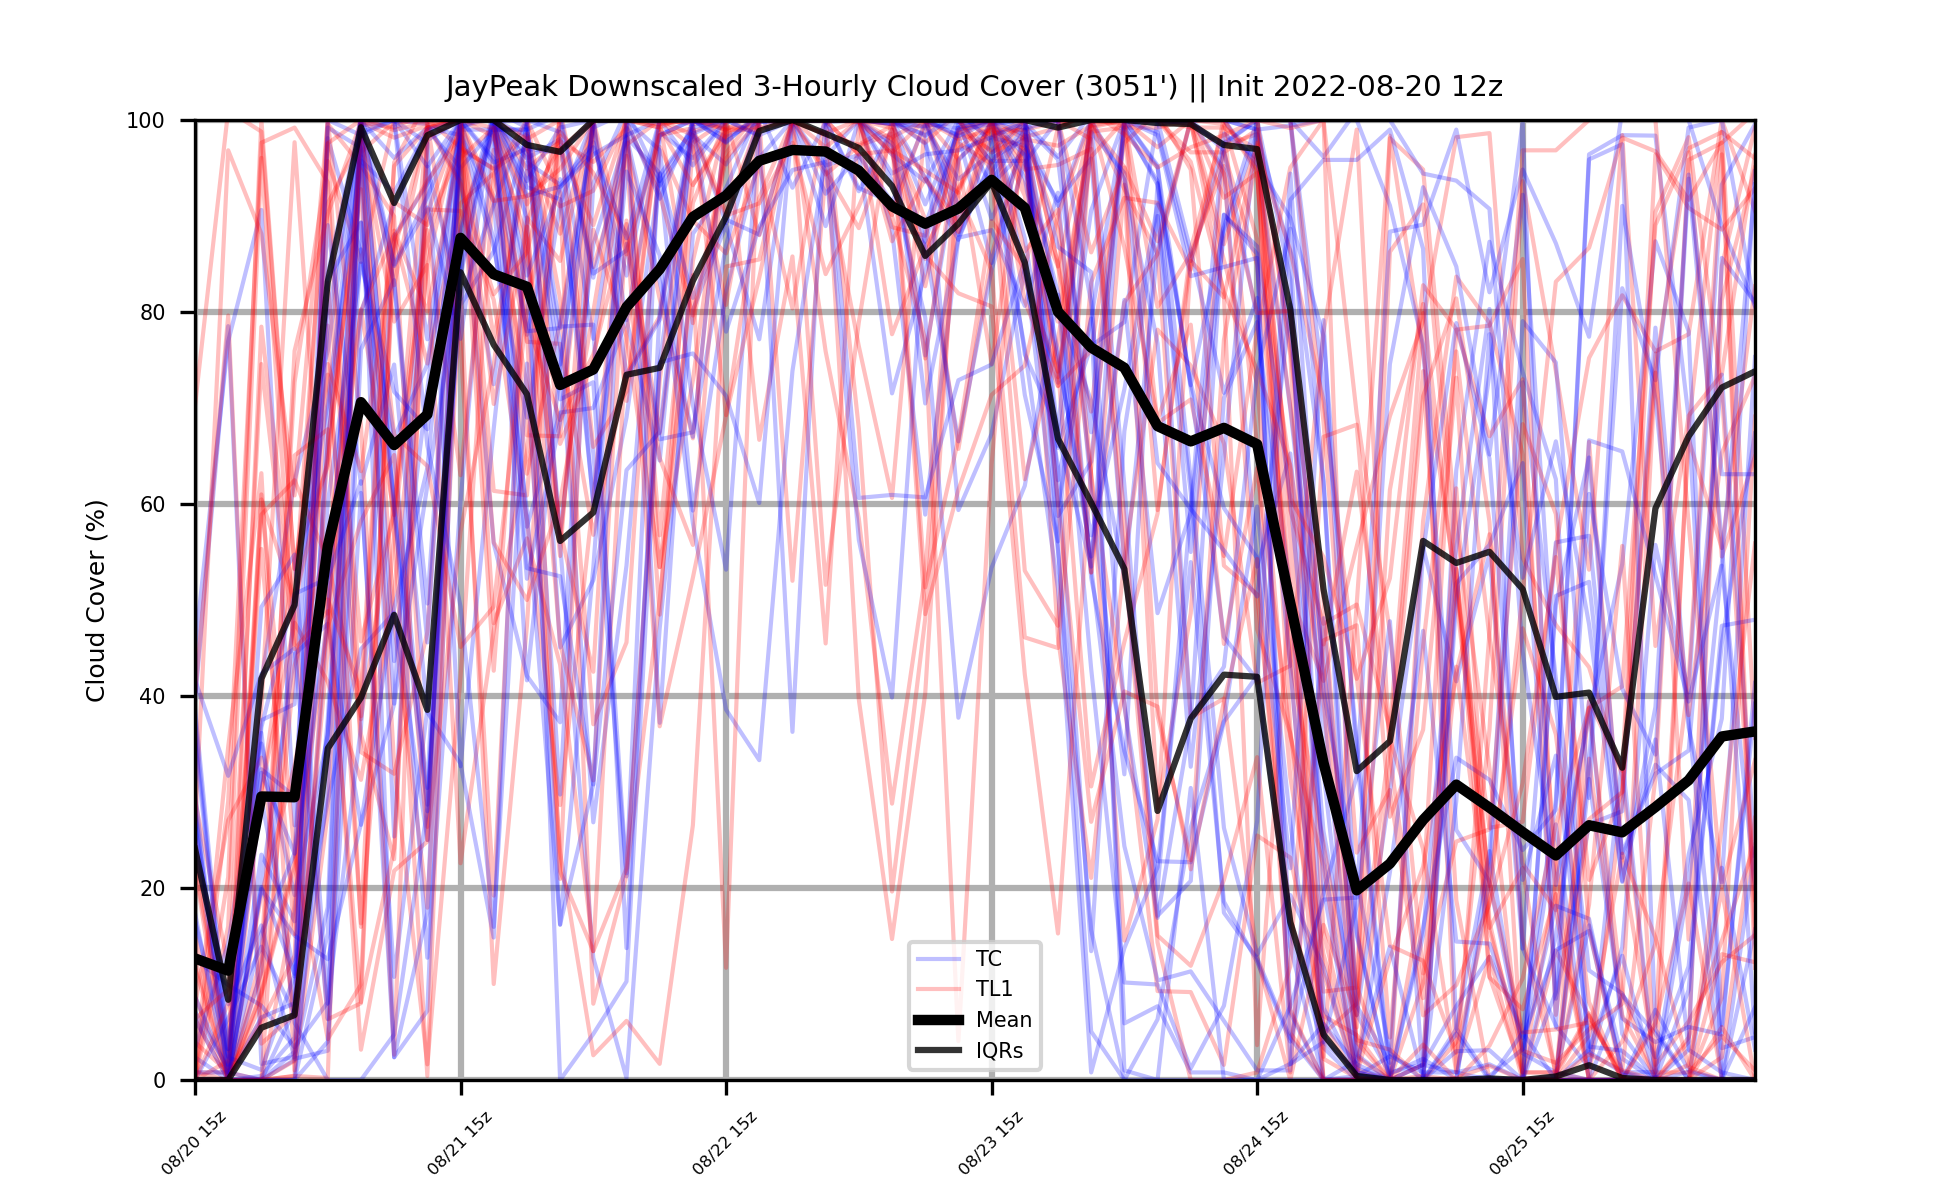 JayPeak Downscaled 3-Hourly Cloud Cover (3051') || Init 2022-08-20 12z
Cloud Cover (%)
100
80
60
40
20
0
TC
TL1
Mean
IQRs
08/20 15z
08/21 15z
08/22 15z
08/23 15z
08/24 15z
08/25 15z